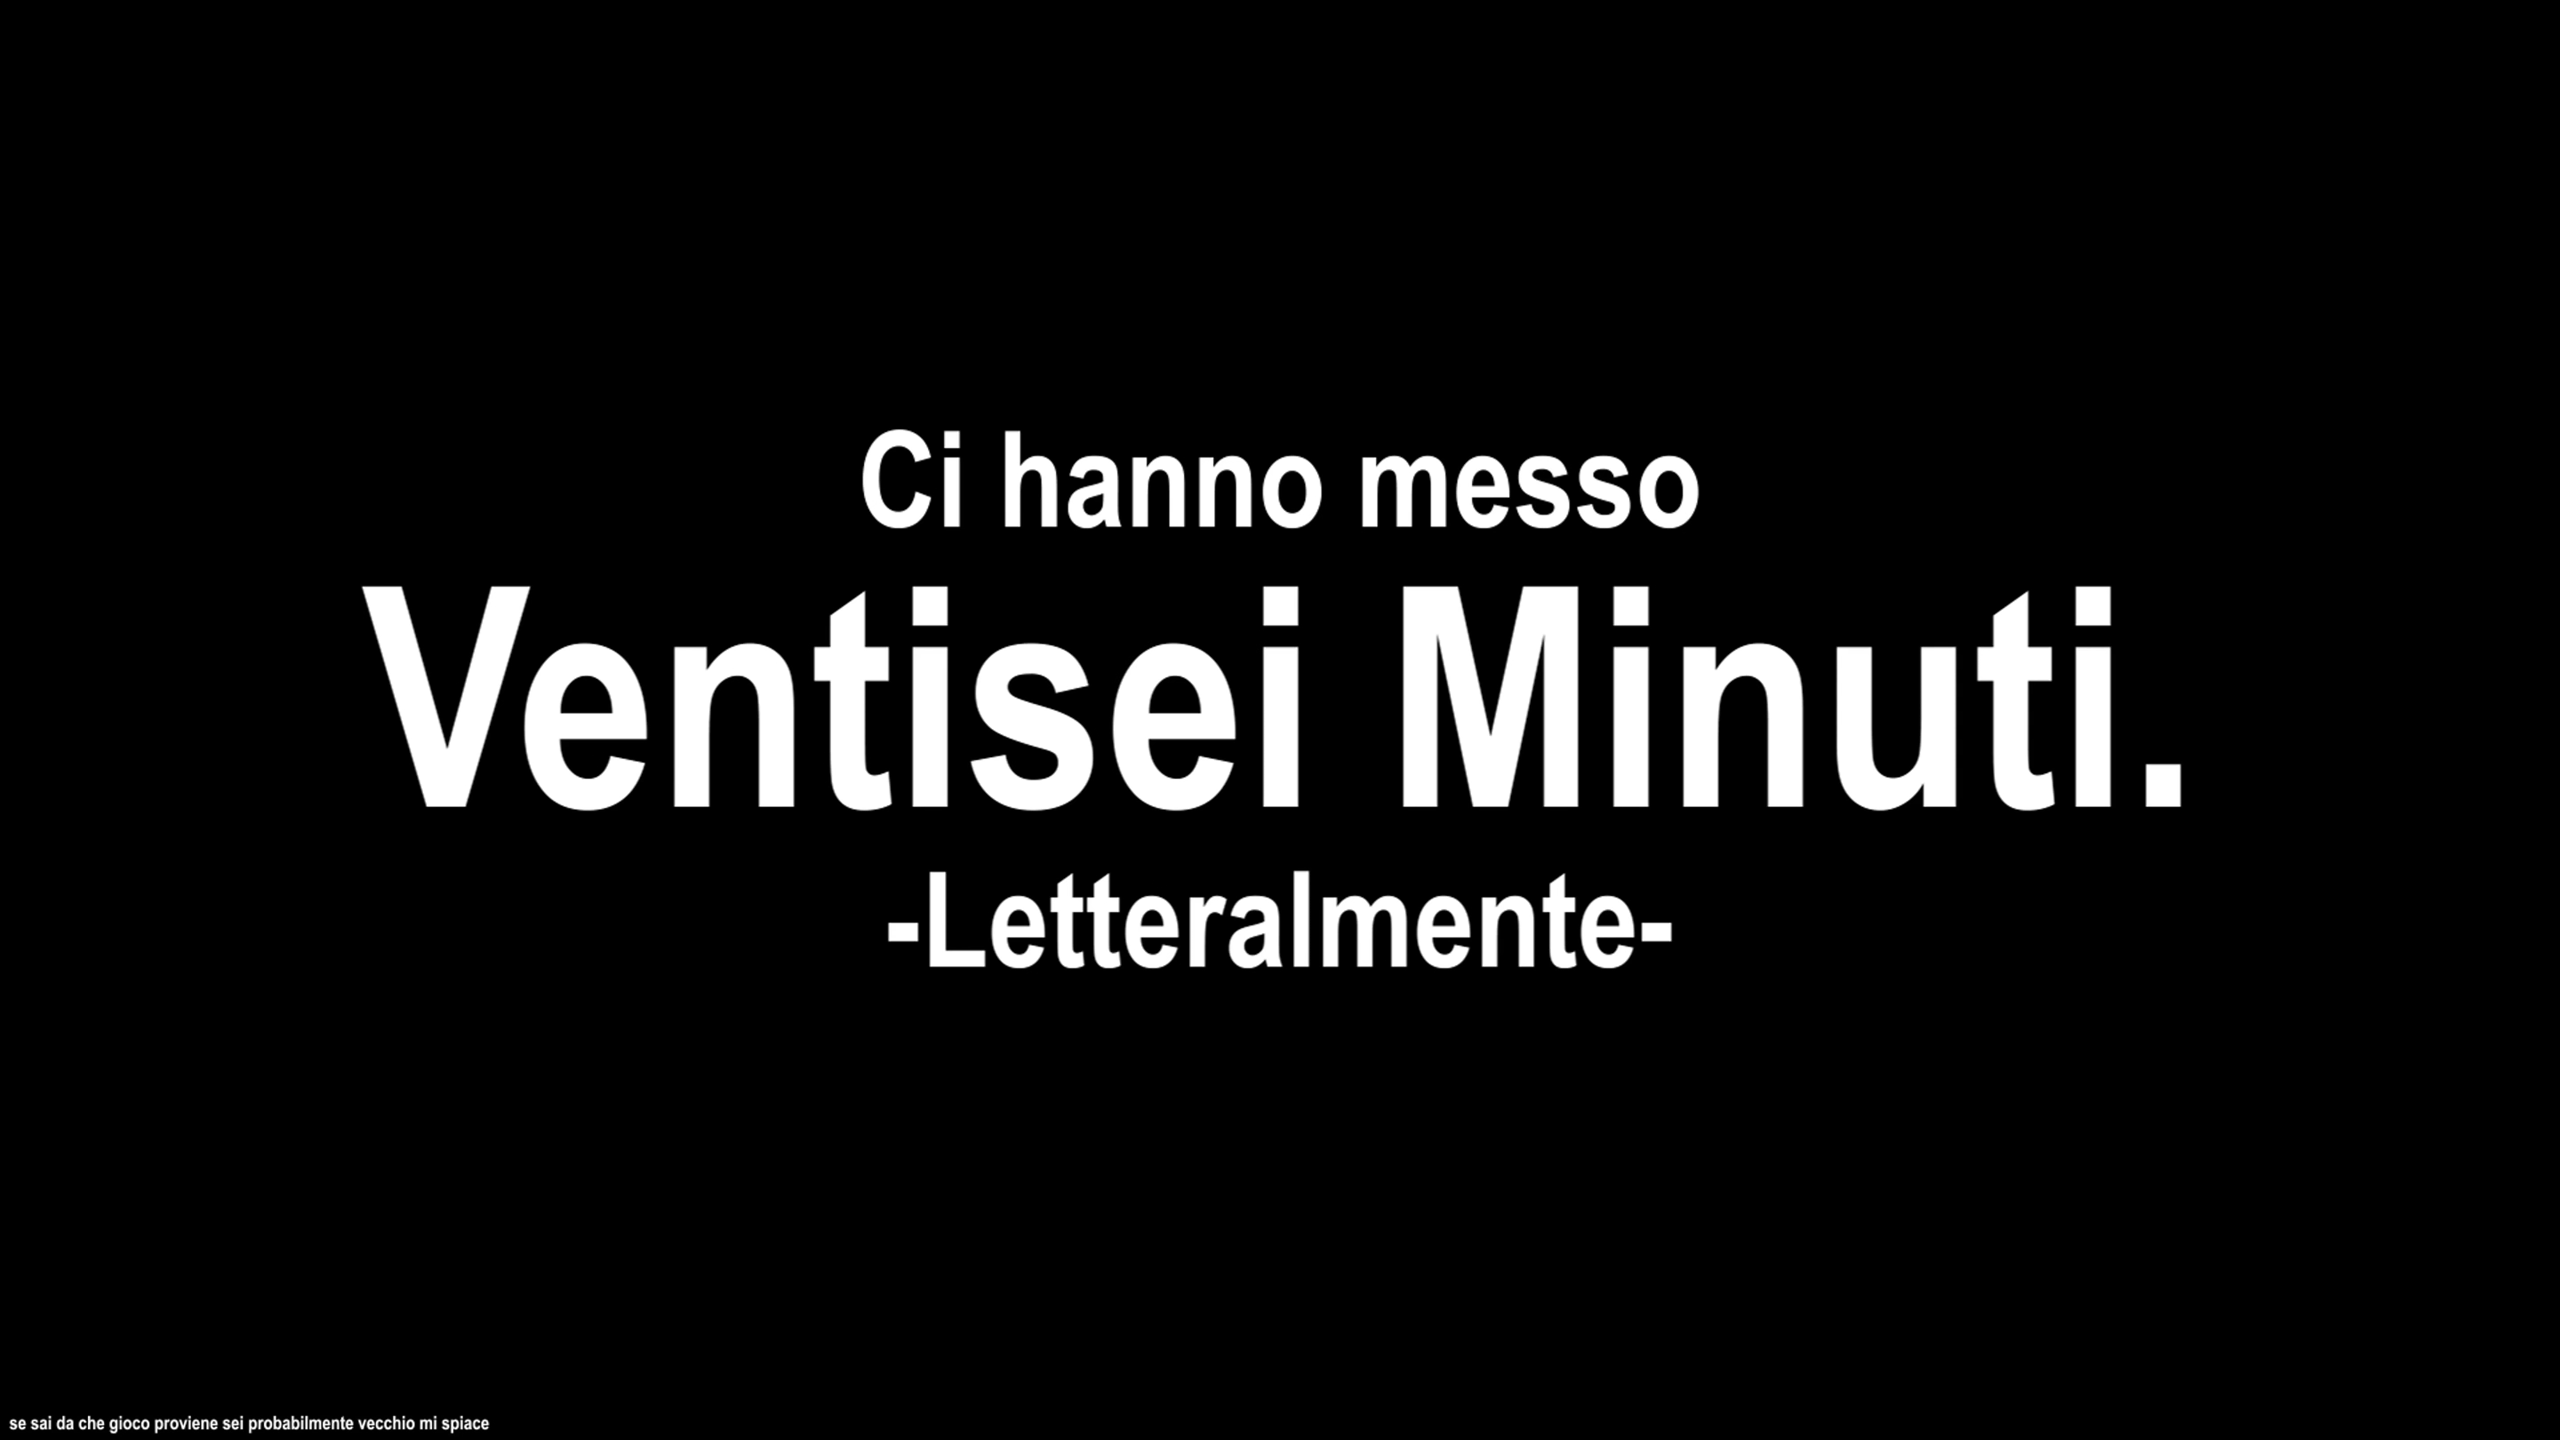 Ci hanno messo
Ventisei Minuti.
-Letteralmente-
se sai da che gioco proviene sei probabilmente vecchio mi spiace